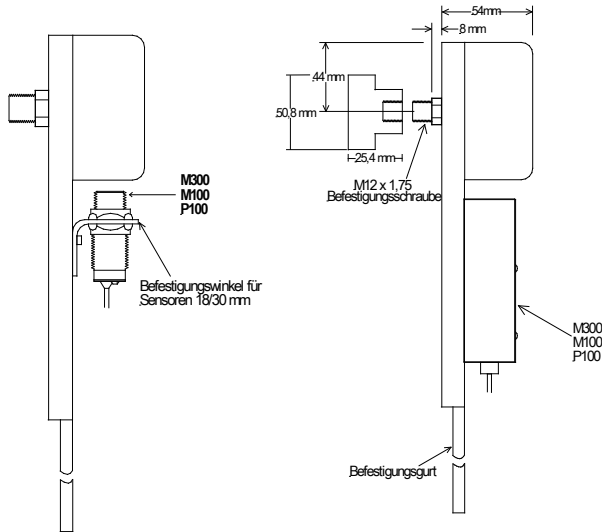 54mm
8 mm
44 mm
50,8 mm
25,4 mm
M12 x 1,75
Befestigungsschraube
M300
M100
P100
Befestigungswinkel für
Sensoren 18/30 mm
M300
M100
P100
Befestigungsgurt